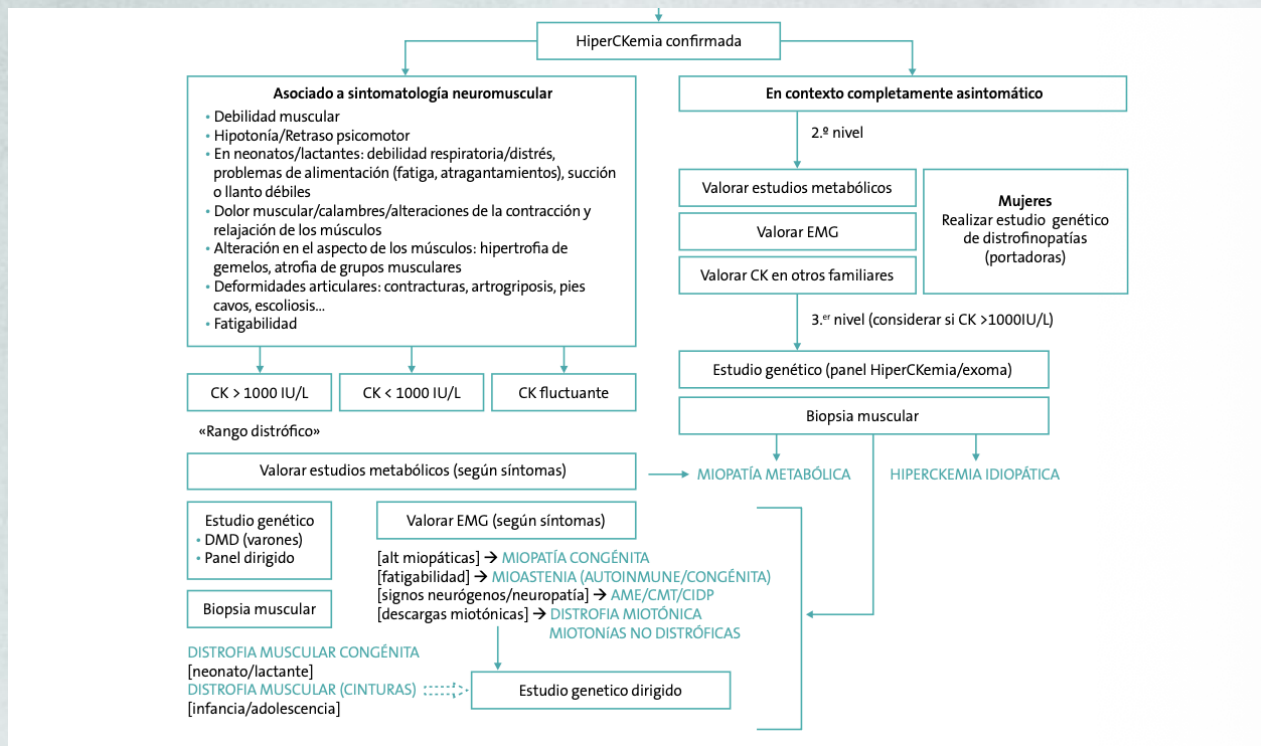 HiperCKemia confirmada
Asociado a sintomatología neuromuscular
• Debilidad muscular
• Hipotonía/Retraso psicomotor
• En neonatos/lactantes: debilidad respiratoria/distrés,
problemas de alimentación (fatiga, atragantamientos), succión
o llanto débiles
• Dolor muscular/calambres/alteraciones de la contracción y
relajación de los músculos
• Alteración en el aspecto de los músculos: hipertrofia de
gemelos, atrofia de grupos musculares
• Deformidades articulares: contracturas, artrogriposis, pies
cavos, escoliosis...
• Fatigabilidad
CK > 1000 IU/L
CK < 1000 IU/L
CK fluctuante
«Rango distrófico»
Valorar estudios metabólicos (según síntomas)
Estudio genético
• DMD (varones)
• Panel dirigido
Biopsia muscular
Valorar EMG (según síntomas)
[alt miopáticas] → MIOPATÍA CONGÉNITA
[fatigabilidad] → MIOASTENIA (AUTOINMUNE/CONGÉNITA)
[signos neurógenos/neuropatía] → AME/CMT/CIDP
[descargas miotónicas] → DISTROFIA MIOTÓNICA
MIOTONíAS NO DISTRÓFICAS
DISTROFIA MUSCULAR CONGÉNITA
[neonato/lactante]
DISTROFIA MUSCULAR (CINTURAS)
[infancia/adolescencia]
Estudio genetico dirigido
En contexto completamente asintomático
2.º nivel
Valorar estudios metabólicos
Valorar EMG
Valorar CK en otros familiares
Mujeres
Realizar estudio genético
de distrofinopatías
(portadoras)
3.er nivel (considerar si CK >1000IU/L)
Estudio genético (panel HiperCKemia/exoma)
Biopsia muscular
MIOPATÍA METABÓLICA
HIPERCKEMIA IDIOPÁTICA